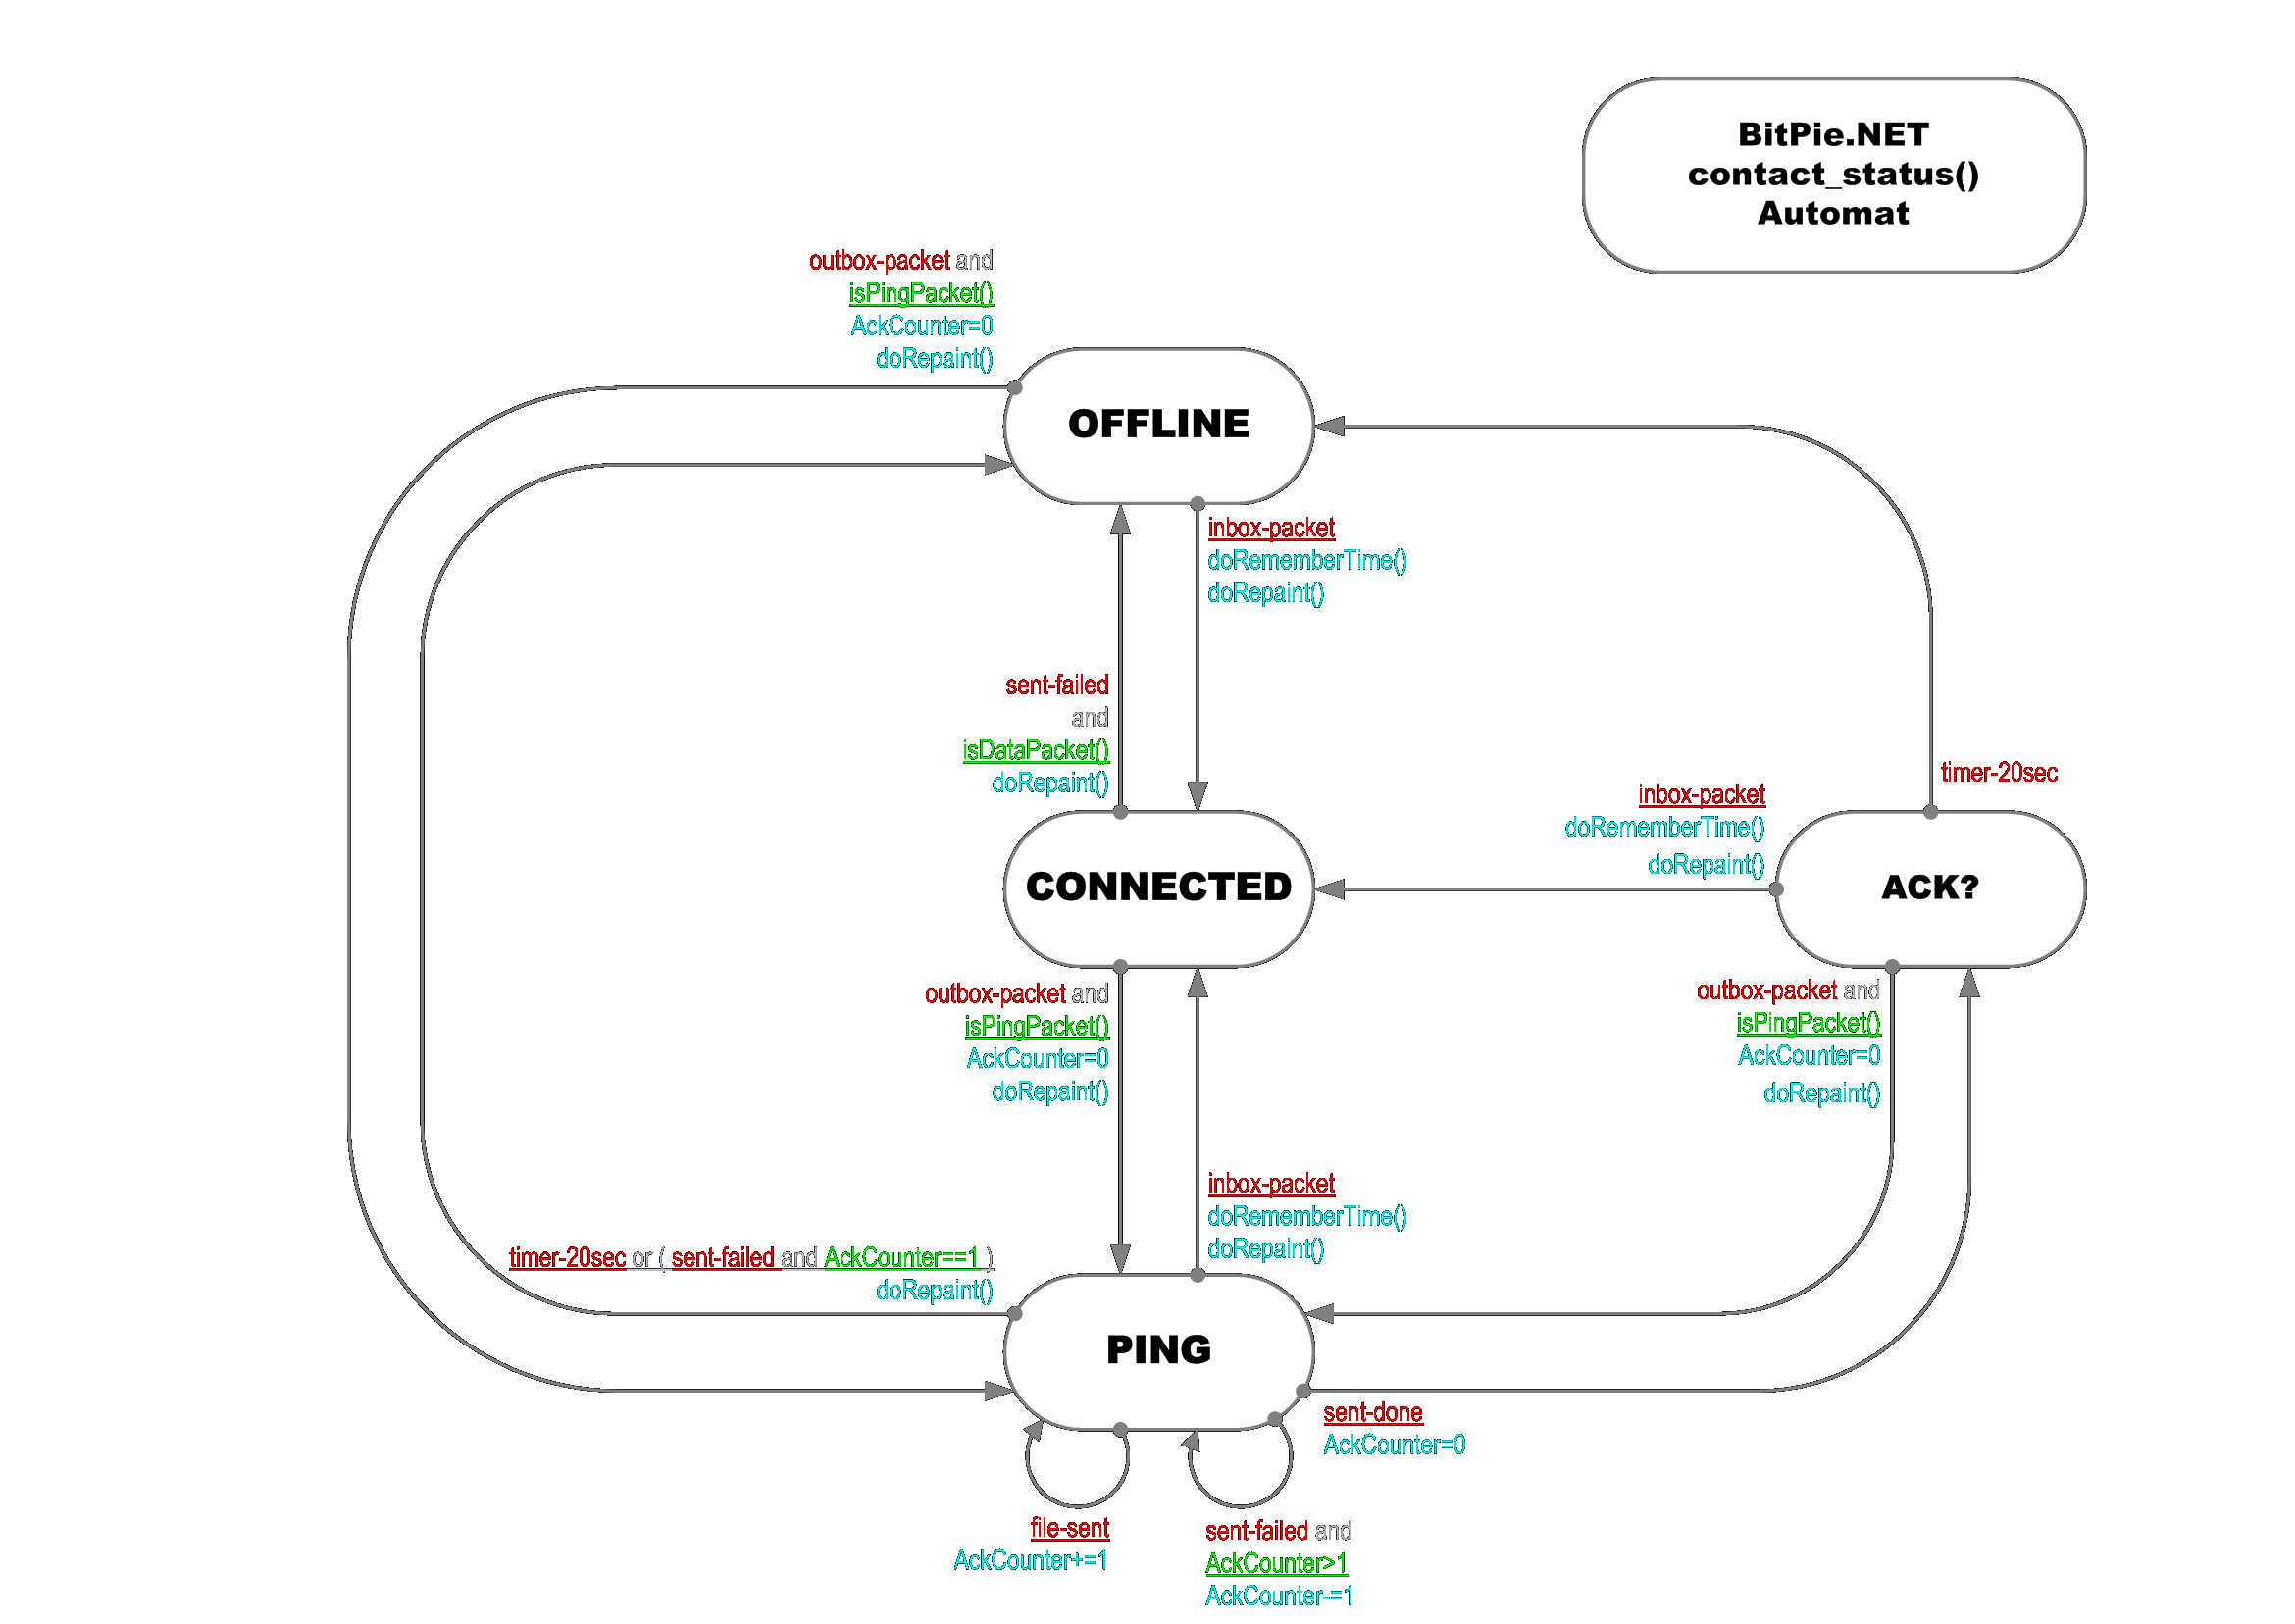 BitPie.NET
contact_status()
Automat
outbox-packet and
isPingPacket()
AckCounter=0
doRepaint()
OFFLINE
inbox-packet
doRememberTime()
doRepaint()
sent-failed
and
isDataPacket()
doRepaint()
timer-20sec
inbox-packet
doRememberTime()
doRepaint()
CONNECTED
ACK?
outbox-packet and
isPingPacket()
AckCounter=0
doRepaint()
outbox-packet and
isPingPacket()
AckCounter=0
doRepaint()
inbox-packet
doRememberTime()
doRepaint()
timer-20sec or ( sent-failed and AckCounter==1 )
doRepaint()
PING
sent-done
AckCounter=0
file-sent
AckCounter+=1
sent-failed and
AckCounter>1
AckCounter-=1